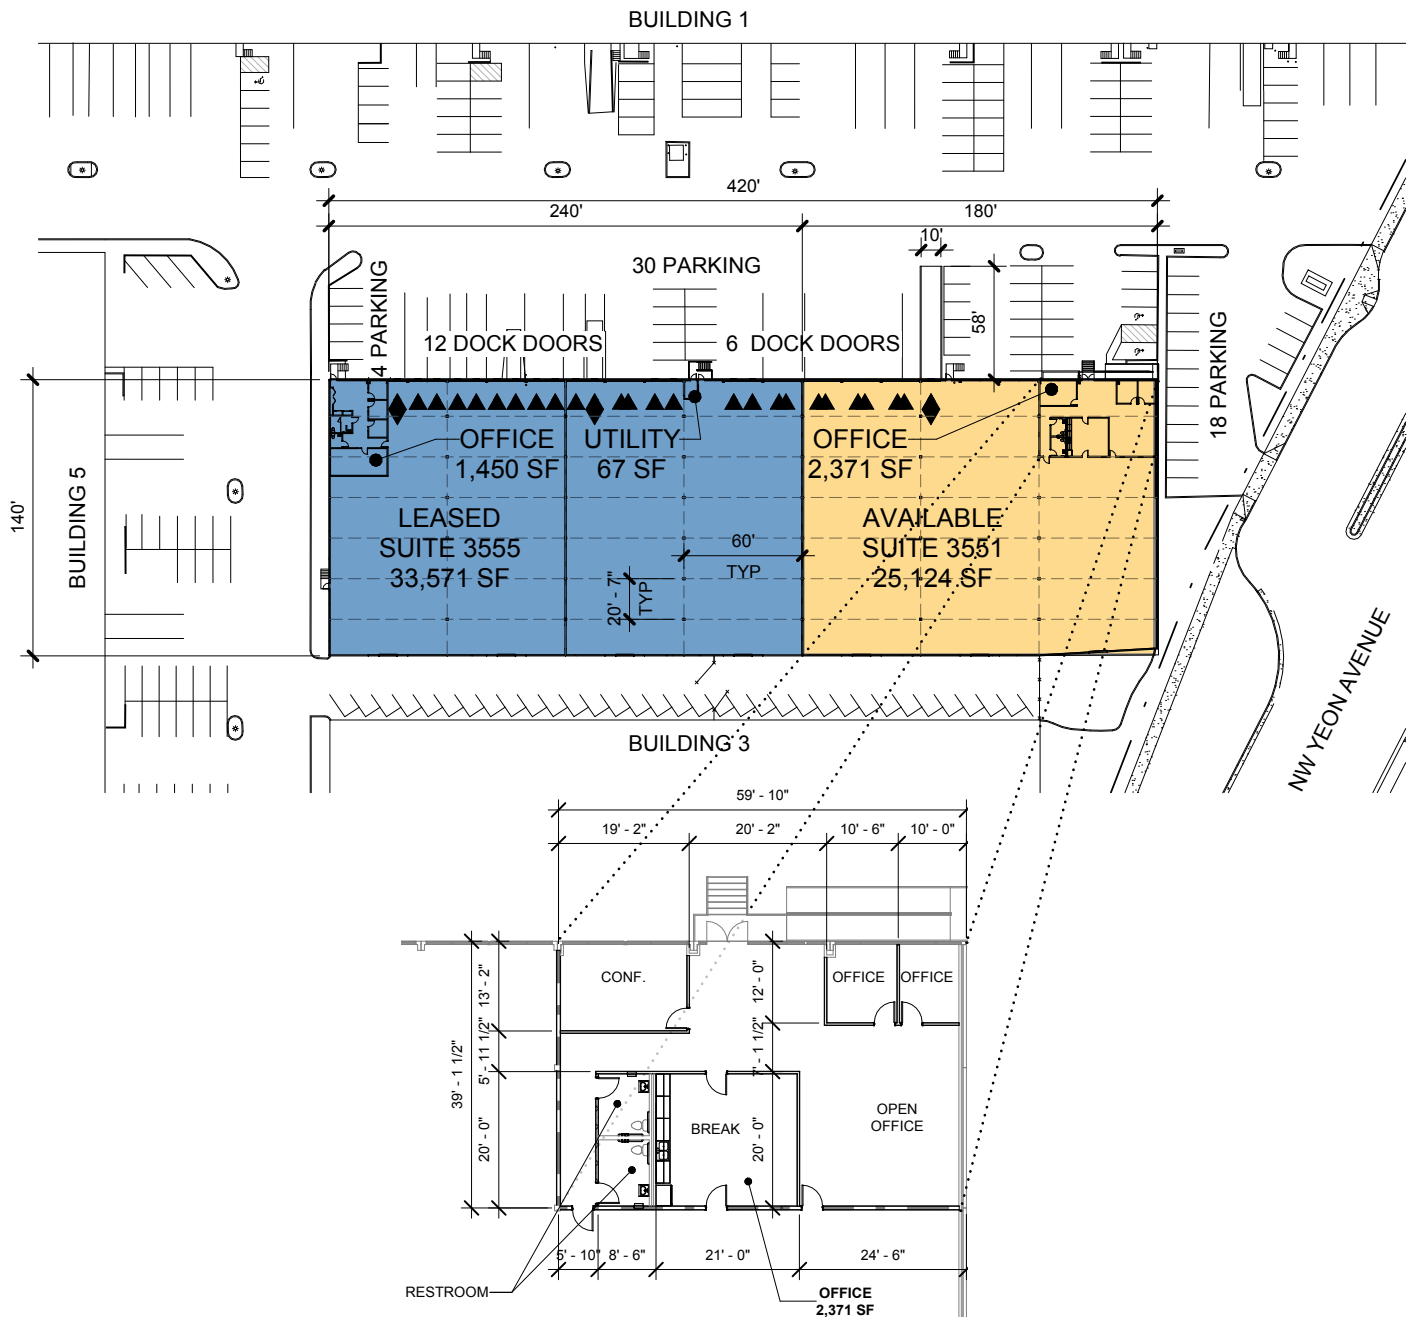 BUILDING 1
420'
240'
180'
10'
58'
4 PARKING
30 PARKING
18 PARKING
12 DOCK DOORS
6 DOCK DOORS
OFFICE
1,450 SF
UTILITY
67 SF
OFFICE
2,371 SF
LEASED
SUITE 3555
33,571 SF
AVAILABLE
SUITE 3551
25,124 SF
60'
TYP
20' - 7"
TYP
140'
BUILDING 5
BUILDING 3
NW YEON AVENUE
59' - 10"
19' - 2"
20' - 2"
10' - 6"
10' - 0"
39' - 1 1/2"
13' - 2"
5' - 11 1/2"
20' - 0"
12' - 0"
7' - 1 1/2"
20' - 0"
CONF.
OFFICE
OFFICE
BREAK
OPEN
OFFICE
5' - 10"
8' - 6"
21' - 0"
24' - 6"
RESTROOM
OFFICE
2,371 SF